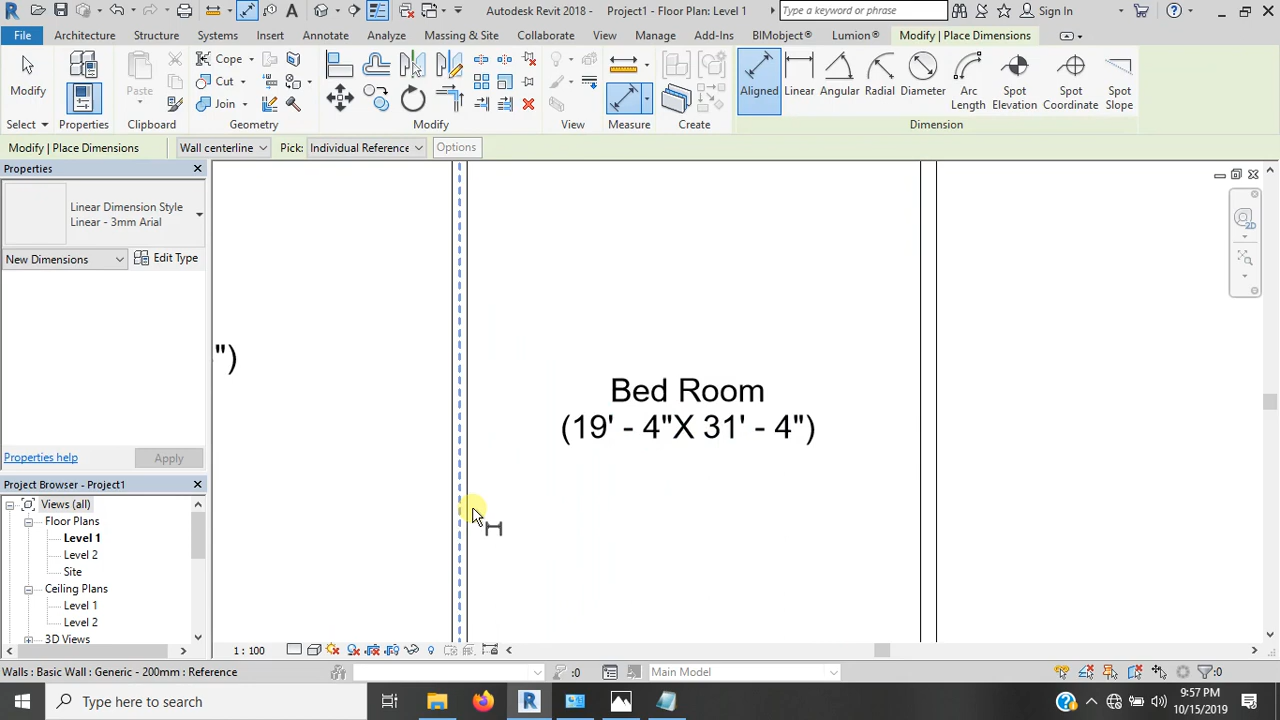 Autodesk Revit 2018 - Project1 - Floor Plan: Level 1
Type a keyword or phrase
Sign In
File Architecture Structure Systems Insert Annotate Analyze Massing & Site Collaborate View Manage Add-Ins BIMobject® Lumion® Modify | Place Dimensions
Modify
Properties
Paste
Cope
Cut
Join
Aligned
Linear
Angular
Radial
Diameter
Arc
Length
Spot
Elevation
Spot
Coordinate
Spot
Slope
Select Properties Clipboard Geometry Modify View Measure Create Dimension
Modify | Place Dimensions Wall centerline Pick: Individual Reference Options
Properties
Linear Dimension Style
Linear - 3mm Arial
New Dimensions Edit Type
Properties help Apply
Project Browser - Project1
Views (all)
Floor Plans
Level 1
Level 2
Site
Ceiling Plans
Level 1
Level 2
3D Views
")
Bed Room
(19' - 4"X 31' - 4")
2D
1 : 100
Walls : Basic Wall : Generic - 200mm : Reference
:0
Main Model
:0
Type here to search
9:57 PM
10/15/2019